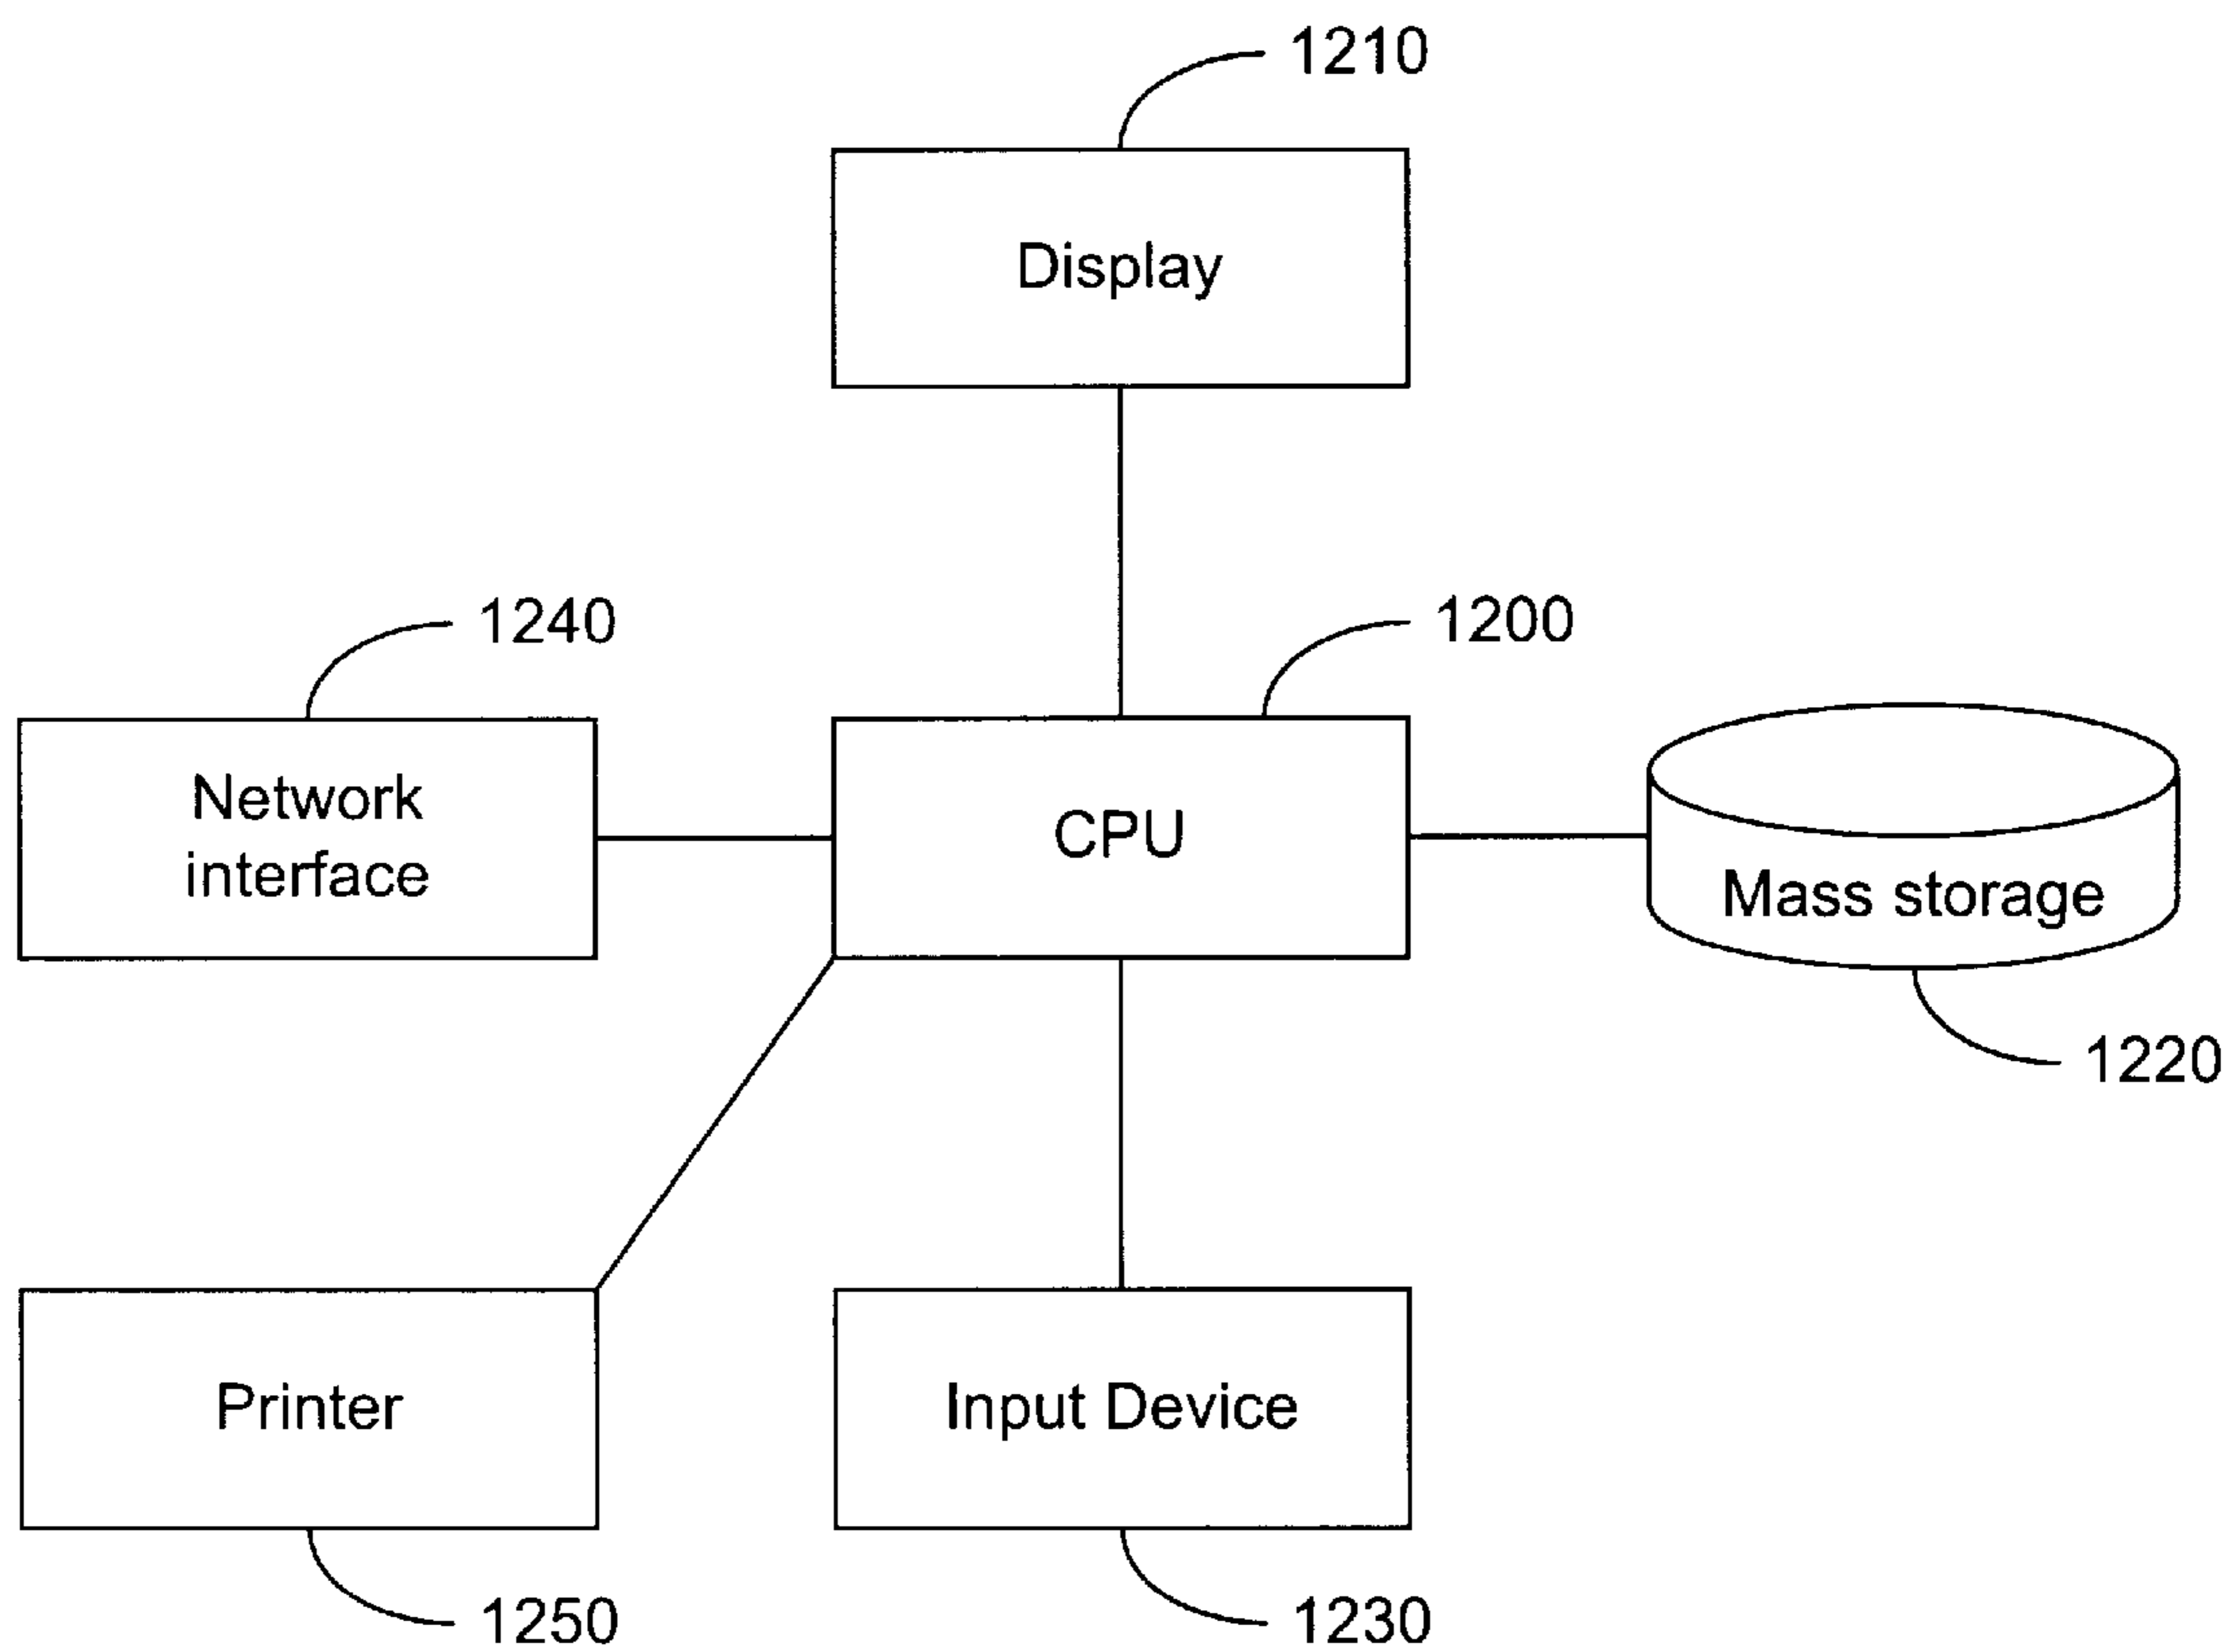 1210
Display
1240
1200
Network
interface
CPU
Mass storage
1220
Printer
Input Device
1250
1230